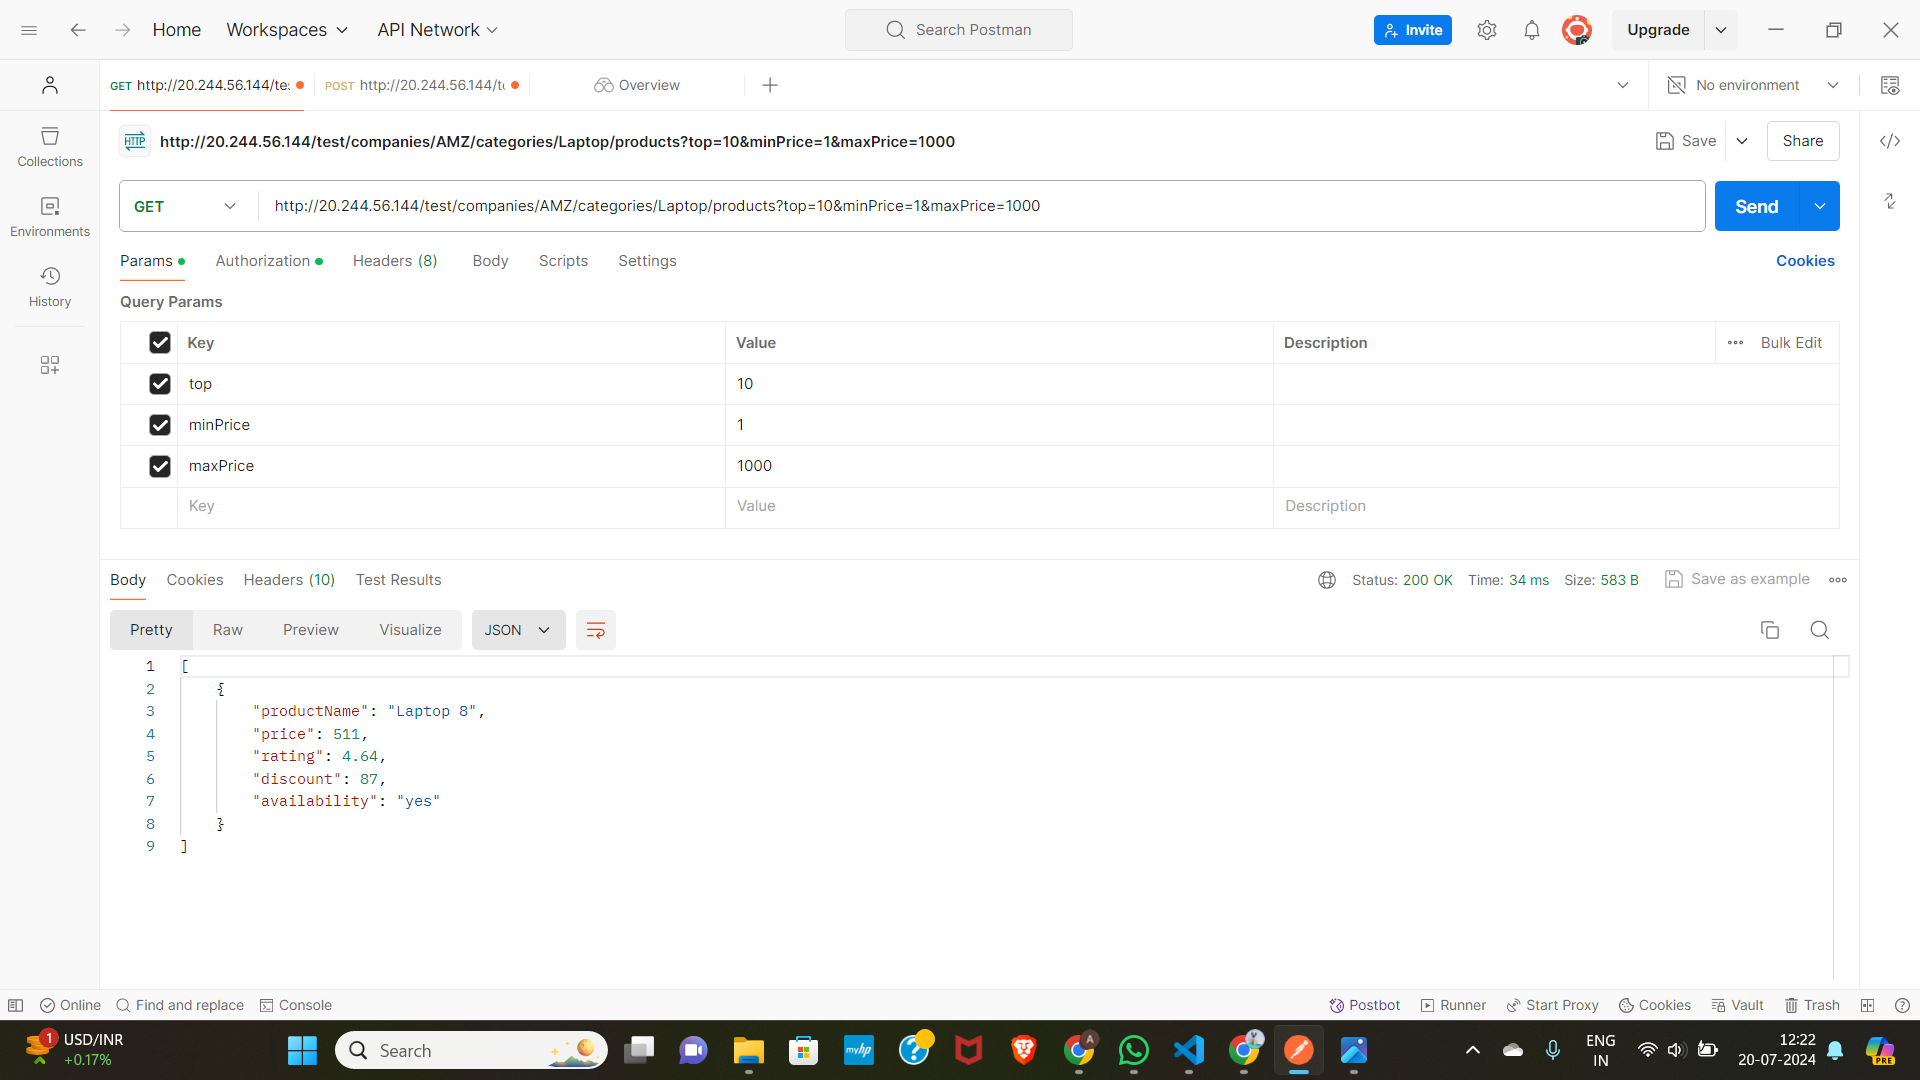 Home Workspaces API Network Search Postman Invite Upgrade
GET http://20.244.56.144/te POST http://20.244.56.144/t Overview No environment
HTTP http://20.244.56.144/test/companies/AMZ/categories/Laptop/products?top=10&minPrice=1&maxPrice=1000 Save Share
GET http://20.244.56.144/test/companies/AMZ/categories/Laptop/products?top=10&minPrice=1&maxPrice=1000 Send
Collections
Environments
History
Params Authorization Headers (8) Body Scripts Settings Cookies
Query Params
Key Value Description Bulk Edit
top 10
minPrice 1
maxPrice 1000
Key Value Description
Body Cookies Headers (10) Test Results Status: 200 OK Time: 34 ms Size: 583 B Save as example
Pretty Raw Preview Visualize JSON
1 [
2 {
3 "productName": "Laptop 8",
4 "price": 511,
5 "rating": 4.64,
6 "discount": 87,
7 "availability": "yes"
8 }
9 ]
Online Find and replace Console Postbot Runner Start Proxy Cookies Vault Trash
1 USD/INR
+0.17%
Search
myhp
A
ENG
IN
12:22
20-07-2024
PRE